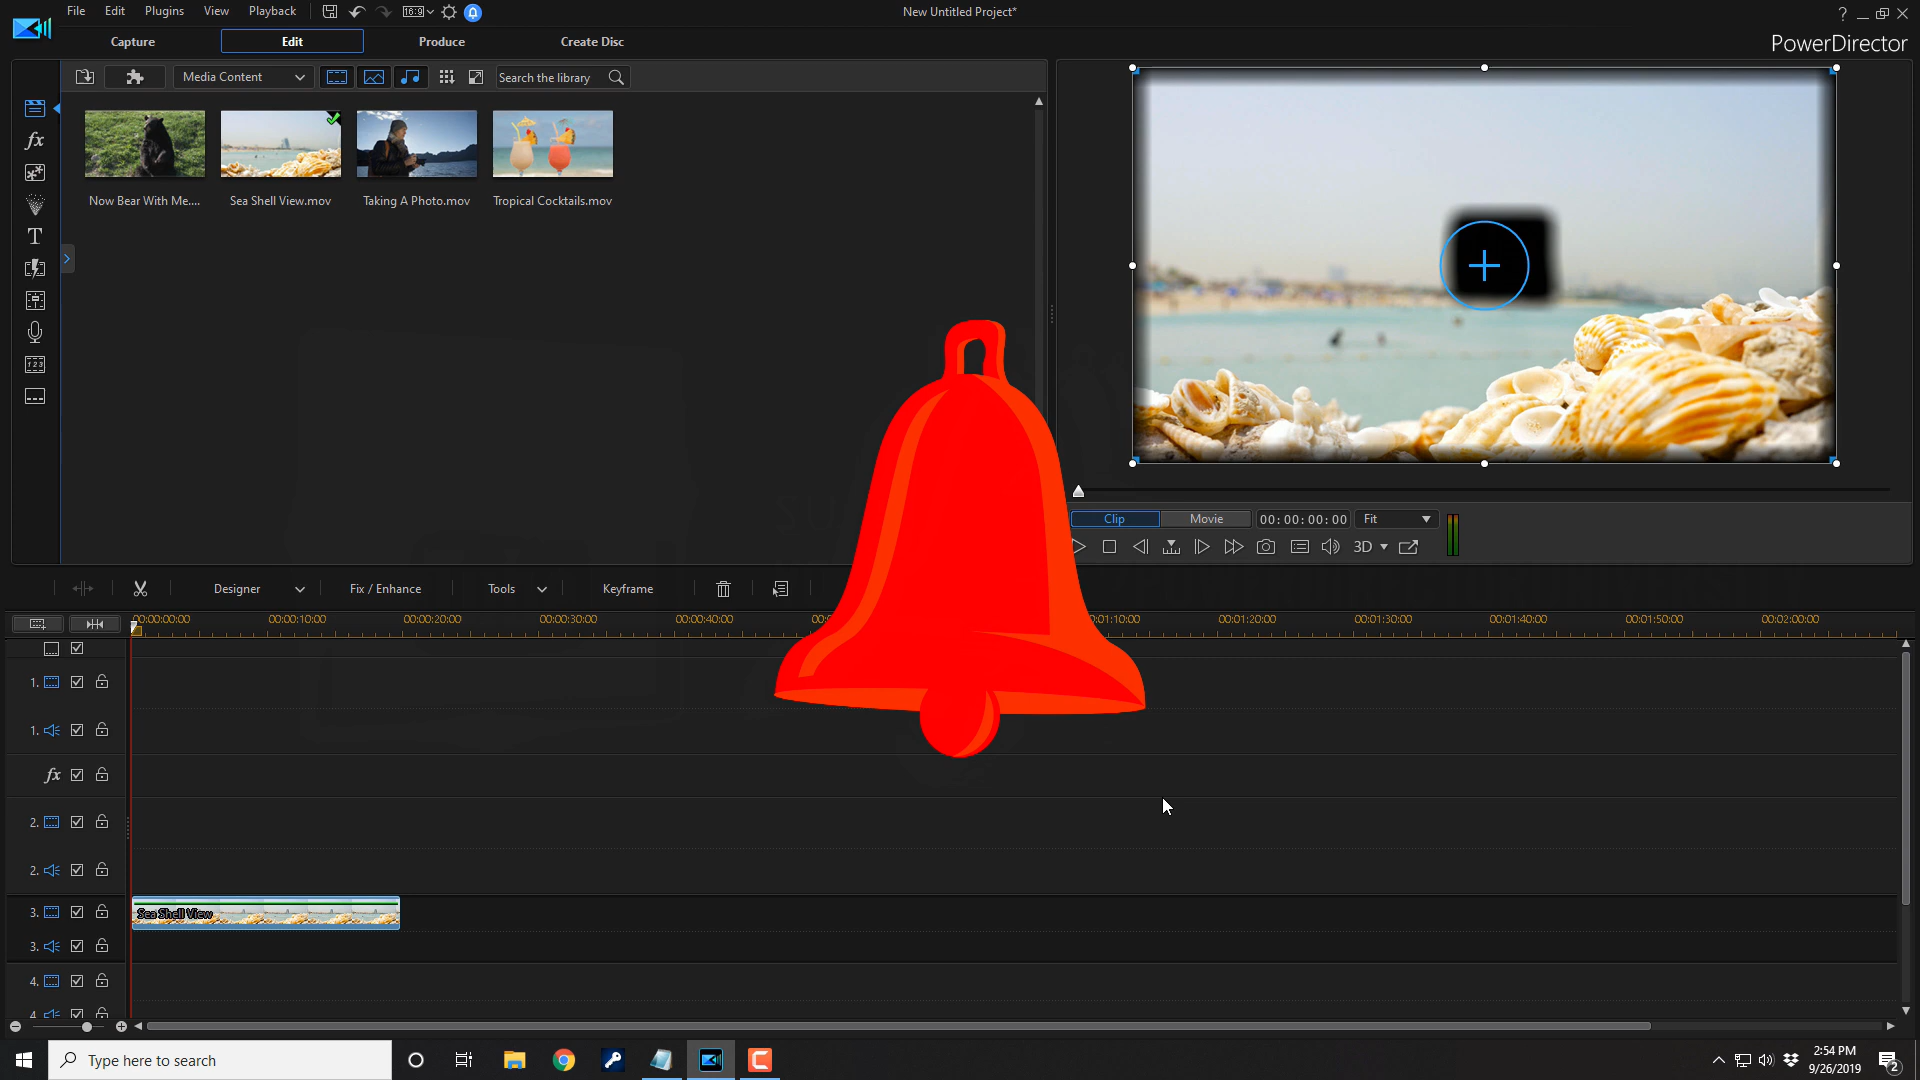 File Edit Plugins View Playback
16:9
New Untitled Project*
?
Capture Edit Produce Create Disc
PowerDirector
Media Content
Search the library
Now Bear With Me....
Sea Shell View.mov
Taking A Photo.mov
Tropical Cocktails.mov
fx
T
Clip Movie 00:00:00:00 Fit
3D
Designer Fix / Enhance Tools Keyframe
00:00:00:00 00:00:10:00 00:00:20:00 00:00:30:00 00:00:40:00 00:01:20:00 00:01:30:00 00:01:40:00 00:01:50:00 00:02:00:00
1.
1.
fx
2.
2.
3. Sea Shell View
3.
4.
4.
Type here to search
2:54 PM
9/26/2019
2